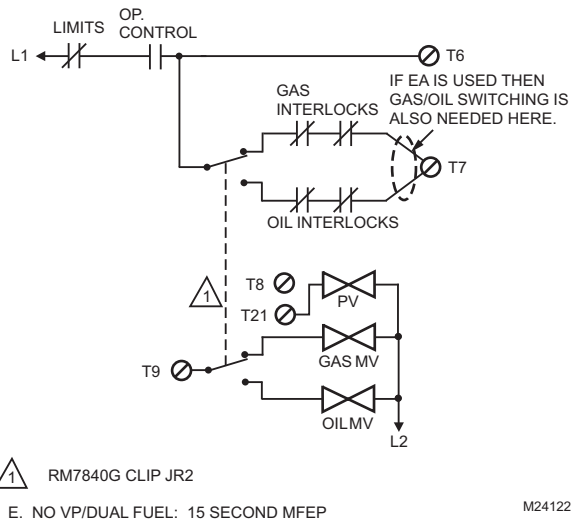 LIMITS
OP.
CONTROL
L1
T6
GAS
INTERLOCKS
IF EA IS USED THEN
GAS/OIL SWITCHING IS
ALSO NEEDED HERE.
T7
OIL INTERLOCKS
1
T8
PV
T21
GAS MV
T9
OILMV
L2
1 RM7840G CLIP JR2
E. NO VP/DUAL FUEL: 15 SECOND MFEP
M24122